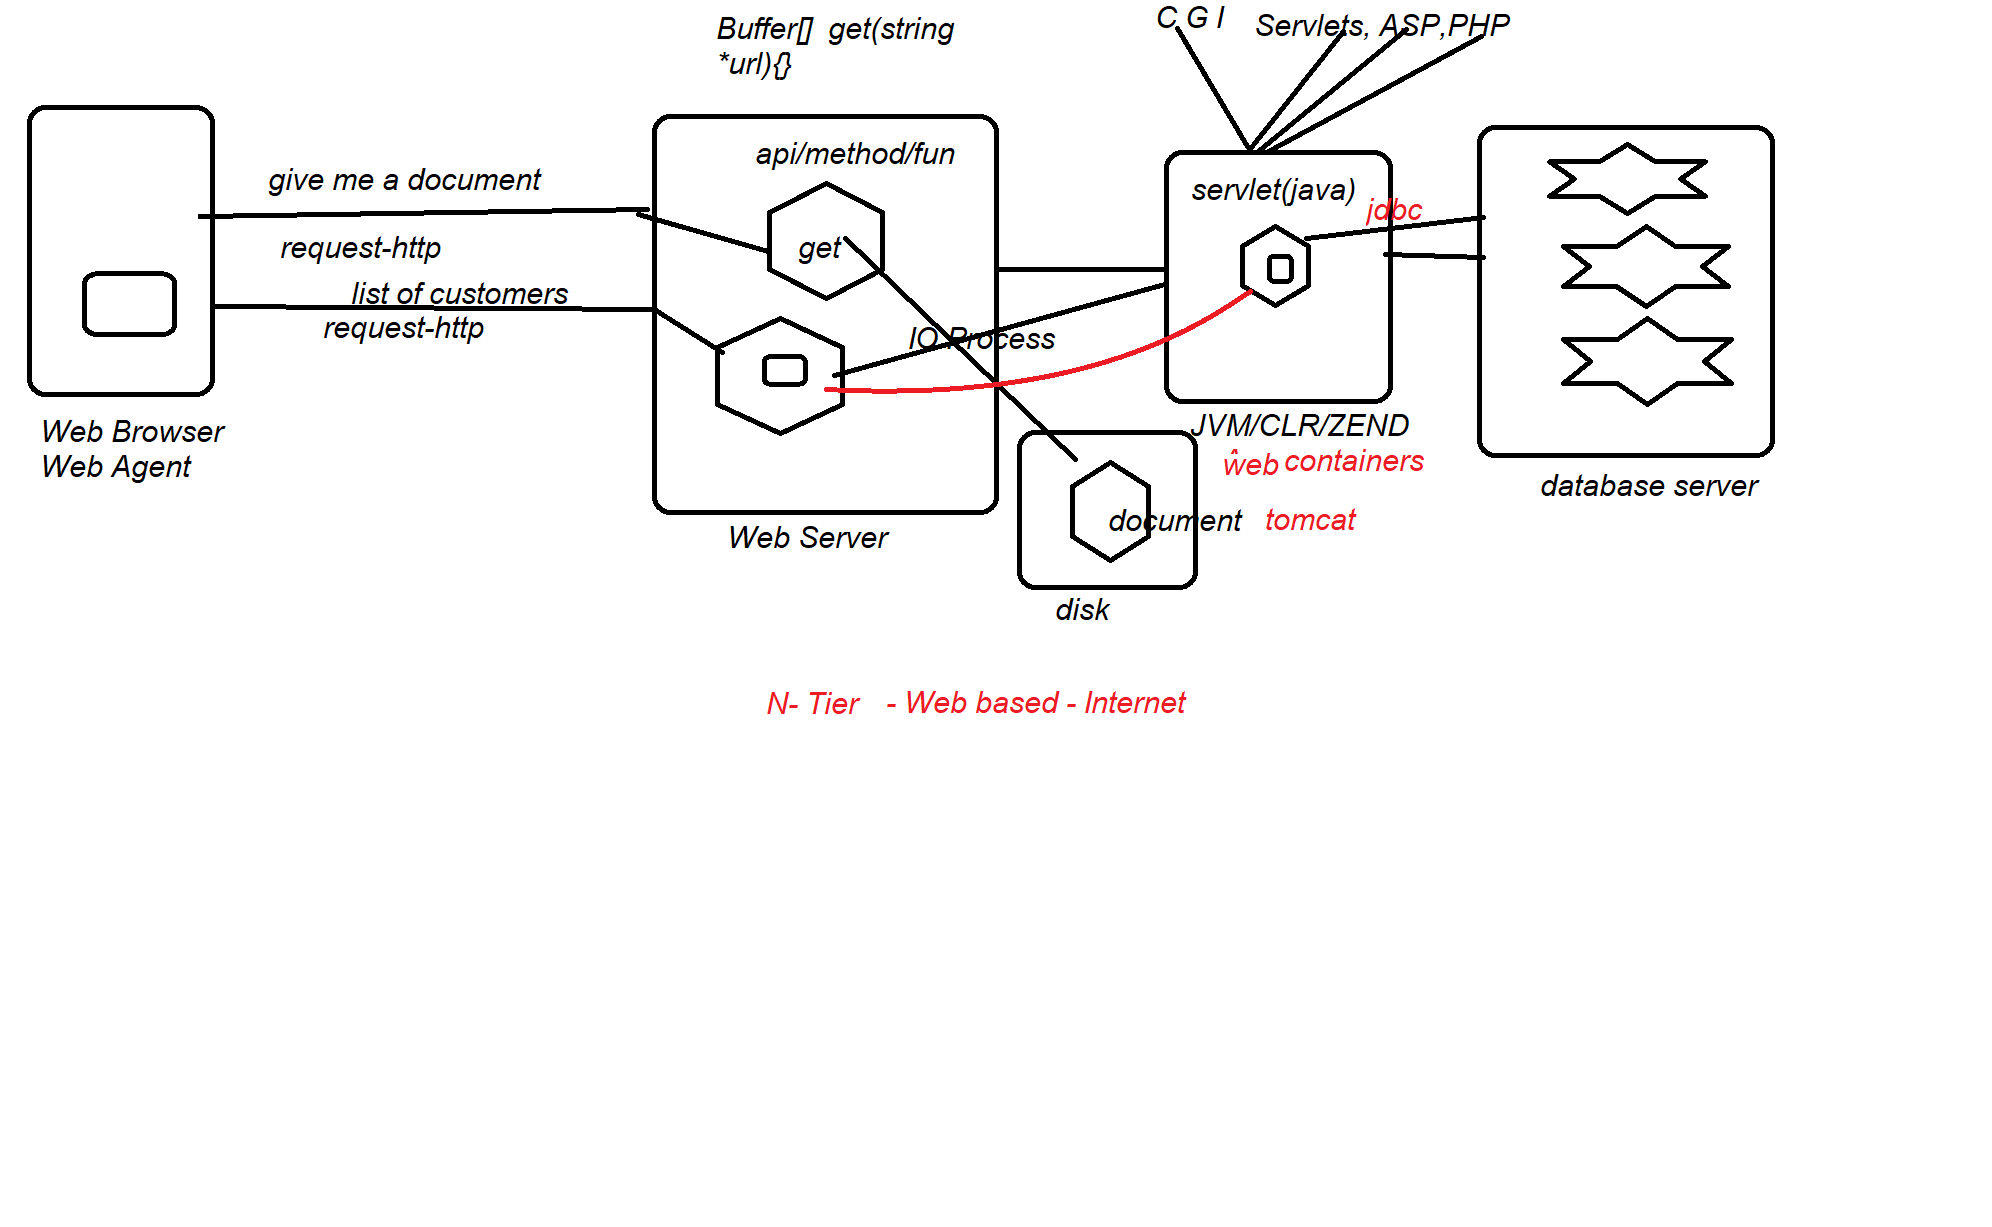 Buffer[]  get(string
*url){}
C G I
Servlets, ASP,PHP
api/method/fun
give me a document
servlet(java)
jdbc
get
request-http
list of customers
request-http
IO Process
Web Browser
Web Agent
JVM/CLR/ZEND
web containers
database server
document
tomcat
Web Server
disk
N- Tier   - Web based - Internet